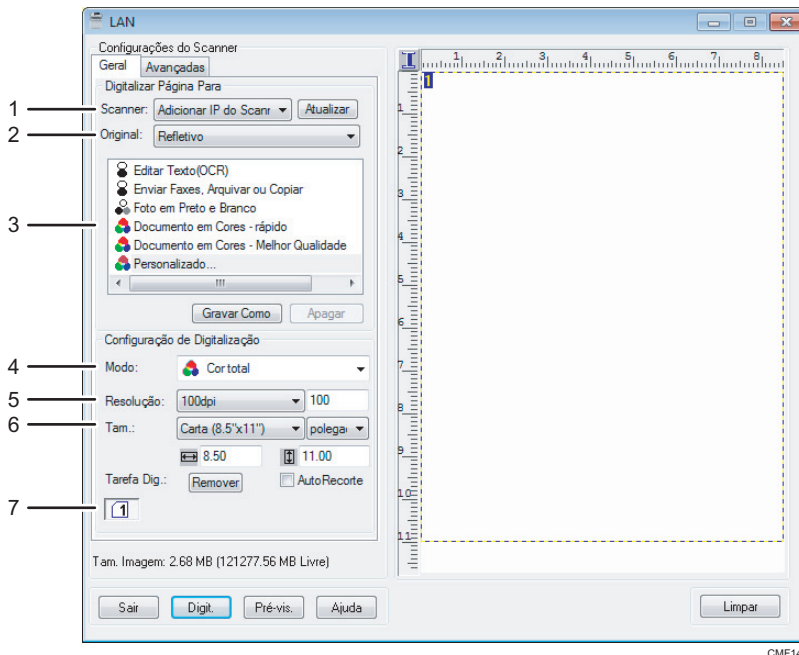 LAN
Configurações do Scanner
Geral Avançadas
Digitalizar Página Para
1 Scanner: Adicionar IP do Scanr Atualizar
2 Original: Refletivo
Editar Texto(OCR)
Enviar Faxes, Arquivar ou Copiar
Foto em Preto e Branco
3 Documento em Cores - rápido
Documento em Cores - Melhor Qualidade
Personalizado...
Gravar Como Apagar
Configuração de Digitalização
4 Modo: Cor total
5 Resolução: 100dpi 100
6 Tam.: Carta (8.5"x11") polegac
8.50 11.00
Tarefa Dig.: Remover AutoRecorte
7 1
Tam. Imagem: 2.68 MB (121277.56 MB Livre)
Sair Digit. Pré-vis. Ajuda
1 2 3 4 5 6 7 8
1
1
2
3
4
5
6
7
8
9
10
11
Limpar